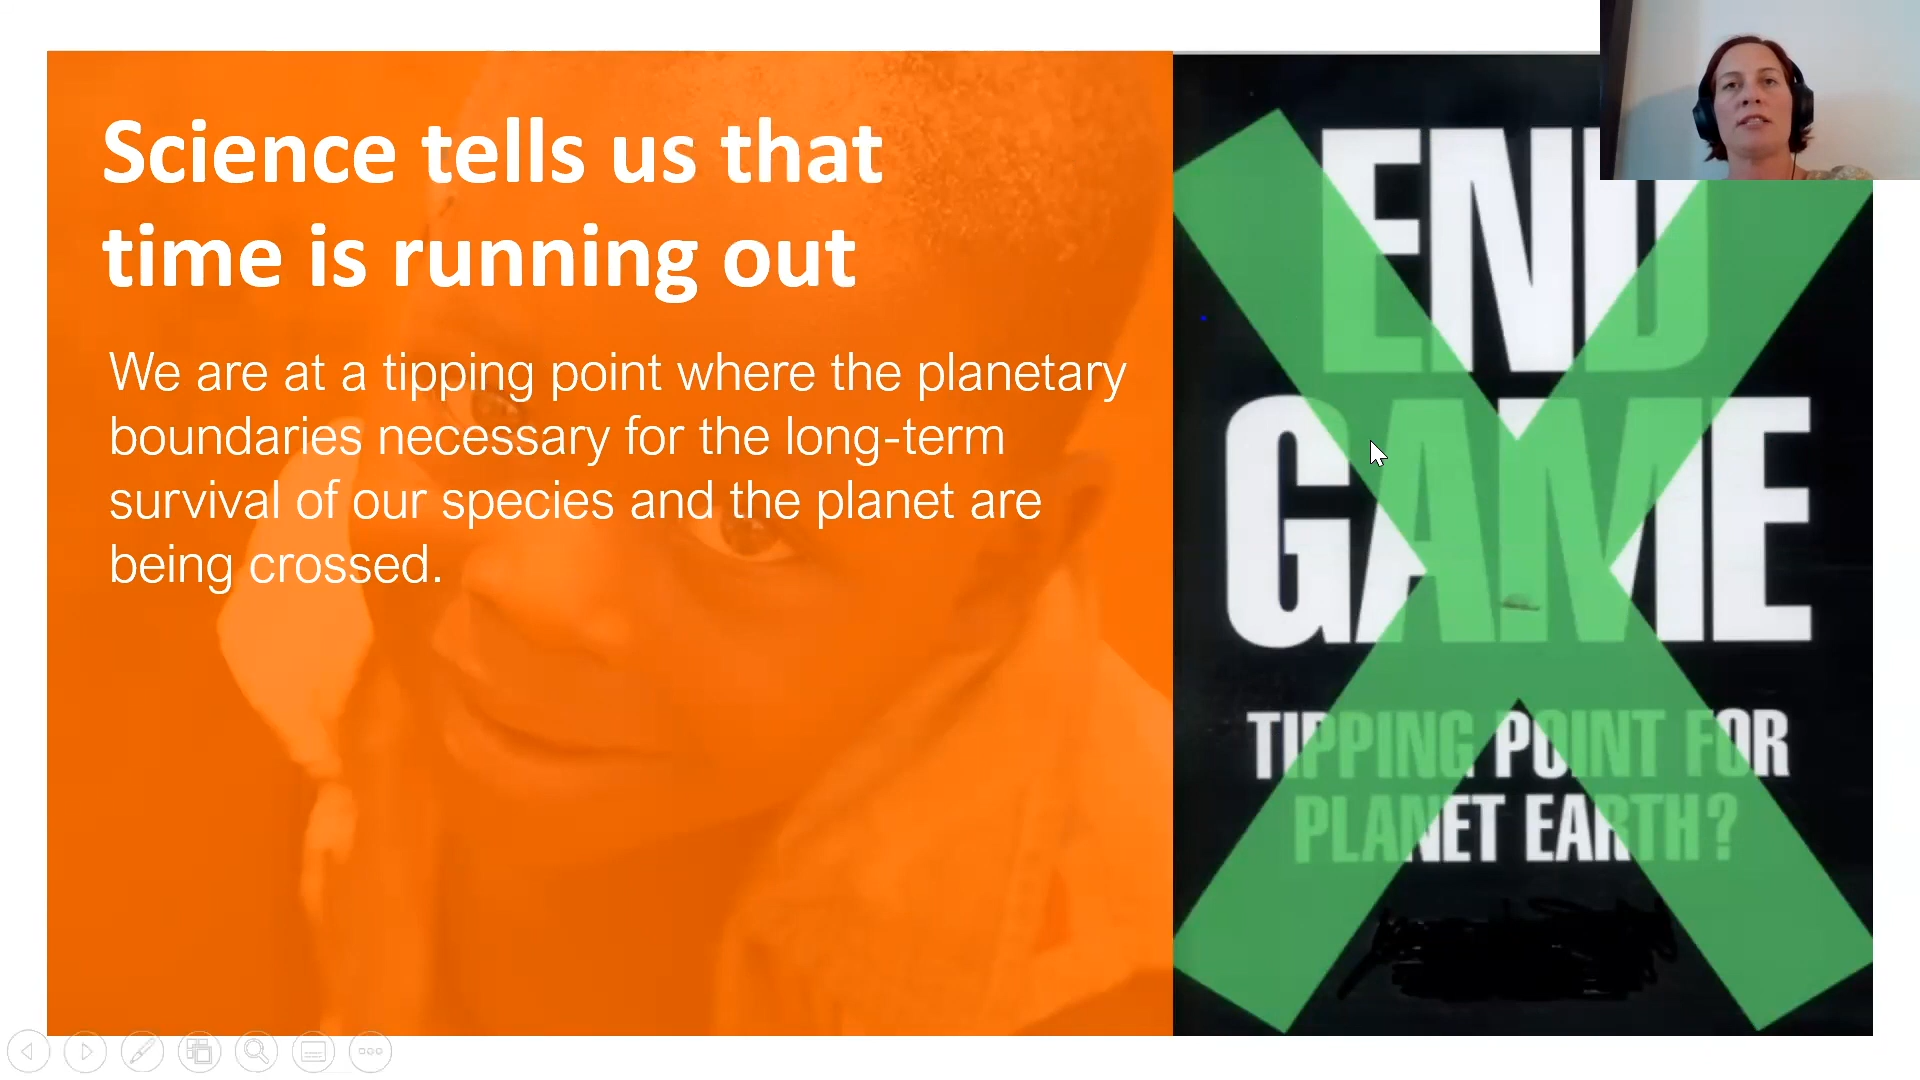 Science tells us that
time is running out
We are at a tipping point where the planetary
boundaries necessary for the long-term
survival of our species and the planet are
being crossed.
END
GAME
TIPPING POINT FOR
PLANET EARTH?